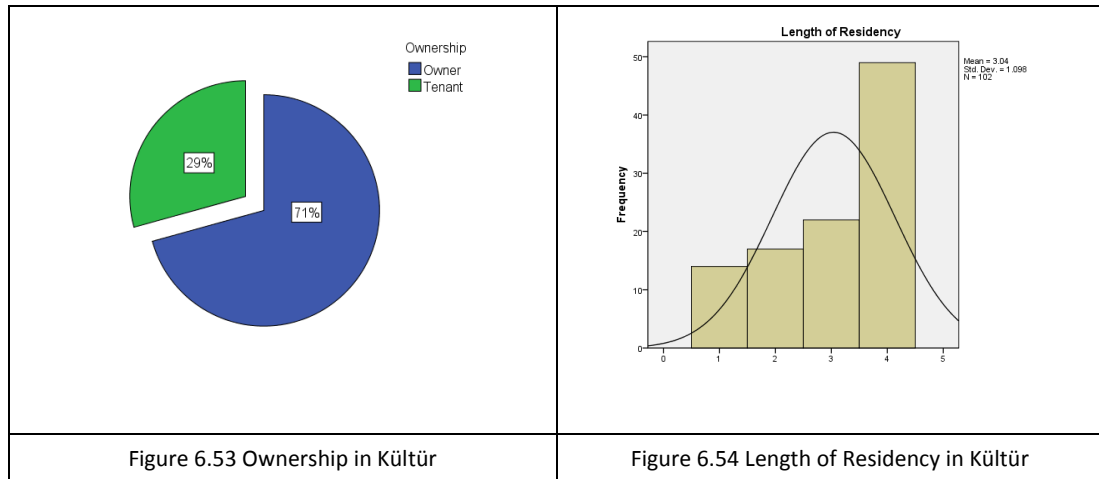 Ownership
Owner
Tenant
29%
71%
Figure 6.53 Ownership in Kültür
Length of Residency
Mean = 3.04
Std. Dev. = 1.098
N = 102
Frequency
50
40
30
20
10
0
0 1 2 3 4 5
Figure 6.54 Length of Residency in Kültür